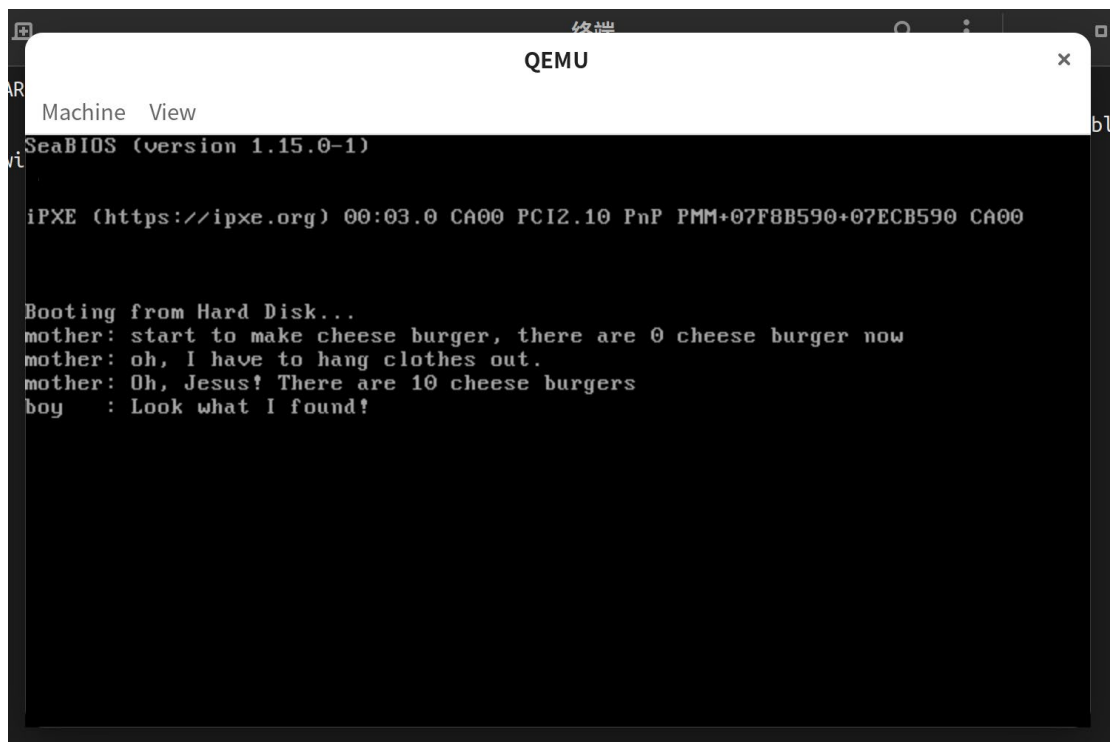 终端
QEMU
Machine View
SeaBIOS (version 1.15.0-1)
iPXE (https://ipxe.org) 00:03.0 CA00 PCI2.10 PnP PMM+07F8B590+07ECB590 CA00
Booting from Hard Disk...
mother: start to make cheese burger, there are 0 cheese burger now
mother: oh, I have to hang clothes out.
mother: Oh, Jesus! There are 10 cheese burgers
boy   : Look what I found!